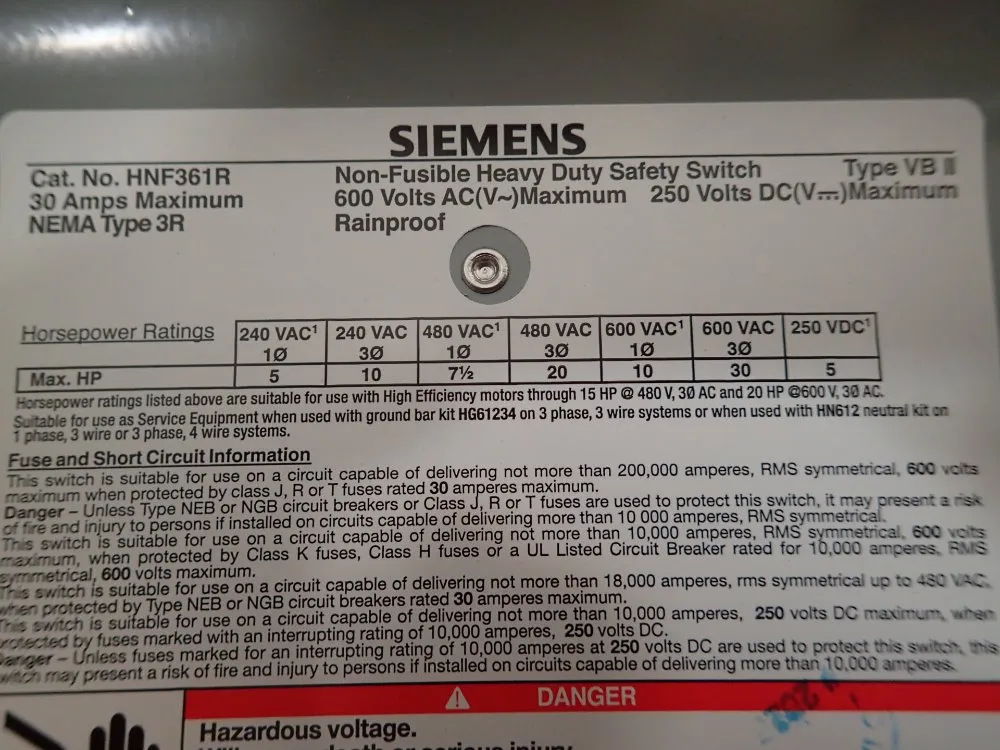 SIEMENS
Cat. No. HNF361R Non-Fusible Heavy Duty Safety Switch Type VB II
30 Amps Maximum 600 Volts AC(V~)Maximum 250 Volts DC(V⎓)Maximum
NEMA Type 3R Rainproof
Horsepower Ratings 240 VAC¹ 240 VAC 480 VAC¹ 480 VAC 600 VAC¹ 600 VAC 250 VDC¹
1Ø 3Ø 1Ø 3Ø 1Ø 3Ø
Max. HP 5 10 7½ 20 10 30 5
Horsepower ratings listed above are suitable for use with High Efficiency motors through 15 HP @ 480 V, 3Ø AC and 20 HP @600 V, 3Ø AC.
Suitable for use as Service Equipment when used with ground bar kit HG61234 on 3 phase, 3 wire systems or when used with HN612 neutral kit on
1 phase, 3 wire or 3 phase, 4 wire systems.
Fuse and Short Circuit Information
This switch is suitable for use on a circuit capable of delivering not more than 200,000 amperes, RMS symmetrical, 600 volts
maximum when protected by class J, R or T fuses rated 30 amperes maximum.
Danger – Unless Type NEB or NGB circuit breakers or Class J, R or T fuses are used to protect this switch, it may present a risk
of fire and injury to persons if installed on circuits capable of delivering more than 10 000 amperes, RMS symmetrical.
This switch is suitable for use on a circuit capable of delivering not more than 10,000 amperes, RMS symmetrical, 600 volts
maximum, when protected by Class K fuses, Class H fuses or a UL Listed Circuit Breaker rated for 10,000 amperes, RMS
symmetrical, 600 volts maximum.
This switch is suitable for use on a circuit capable of delivering not more than 18,000 amperes, rms symmetrical up to 480 VAC,
when protected by Type NEB or NGB circuit breakers rated 30 amperes maximum.
This switch is suitable for use on a circuit capable of delivering not more than 10,000 amperes, 250 volts DC maximum, when
protected by fuses marked with an interrupting rating of 10,000 amperes, 250 volts DC.
Danger – Unless fuses marked for an interrupting rating of 10,000 amperes at 250 volts DC are used to protect this switch, this
switch may present a risk of fire and injury to persons if installed on circuits capable of delivering more than 10,000 amperes.
DANGER
Hazardous voltage.